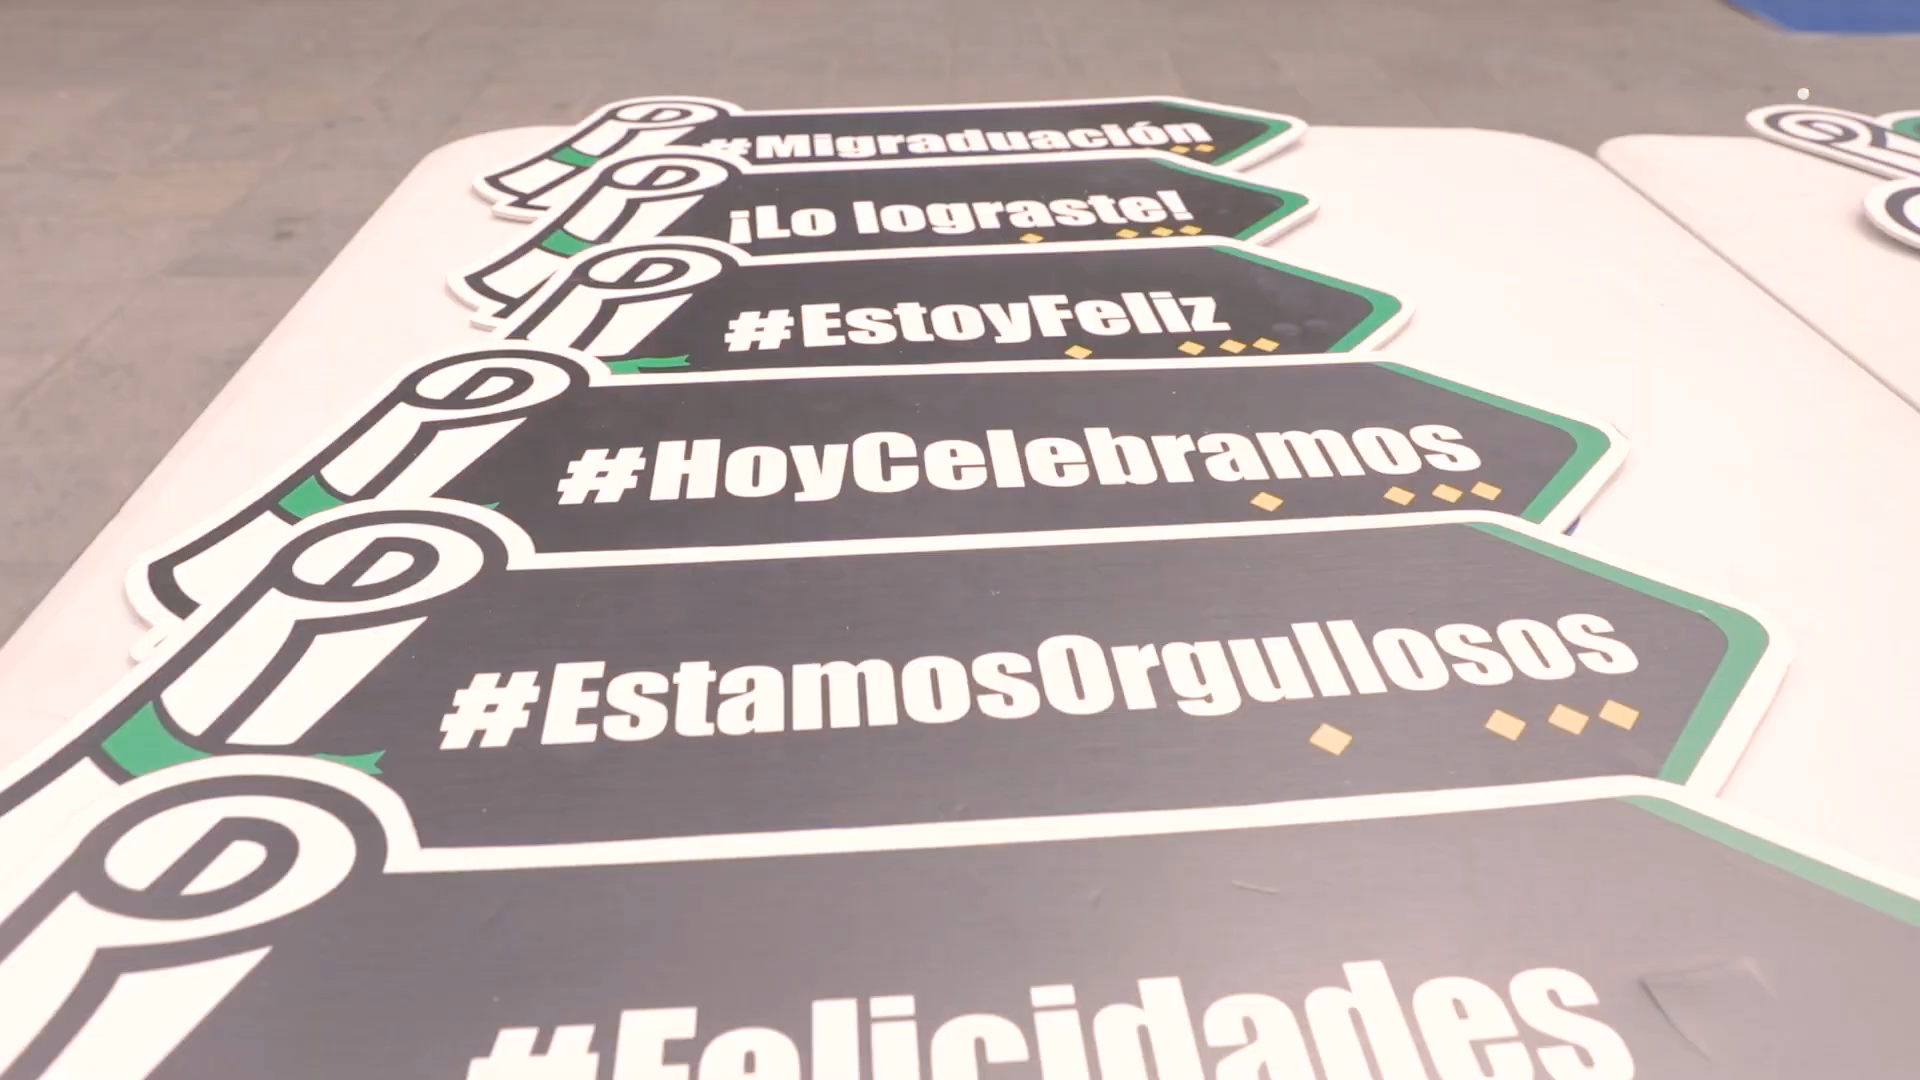 #Migraduación
¡Lo lograste!
#EstoyFeliz
#HoyCelebramos
#EstamosOrgullosos
#Felicidades